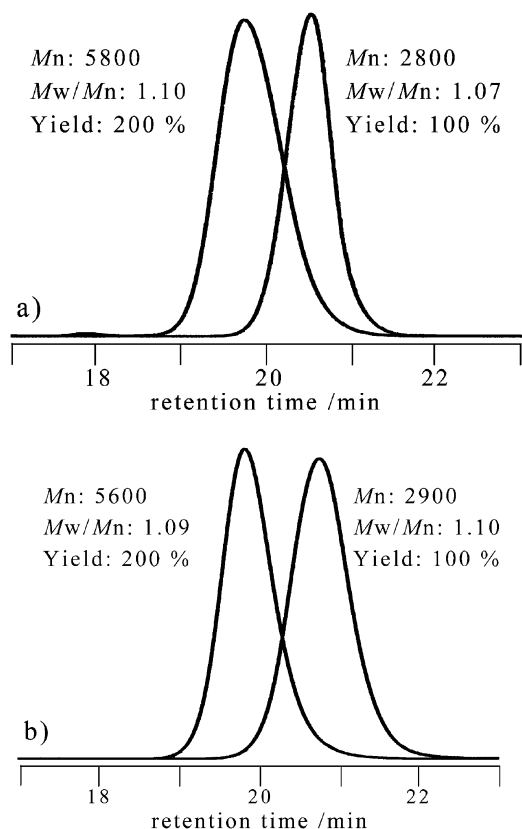 Mn: 5800
Mw/Mn: 1.10
Yield: 200 %
Mn: 2800
Mw/Mn: 1.07
Yield: 100 %
a)
18 20 22
retention time /min
Mn: 5600
Mw/Mn: 1.09
Yield: 200 %
Mn: 2900
Mw/Mn: 1.10
Yield: 100 %
b)
18 20 22
retention time /min